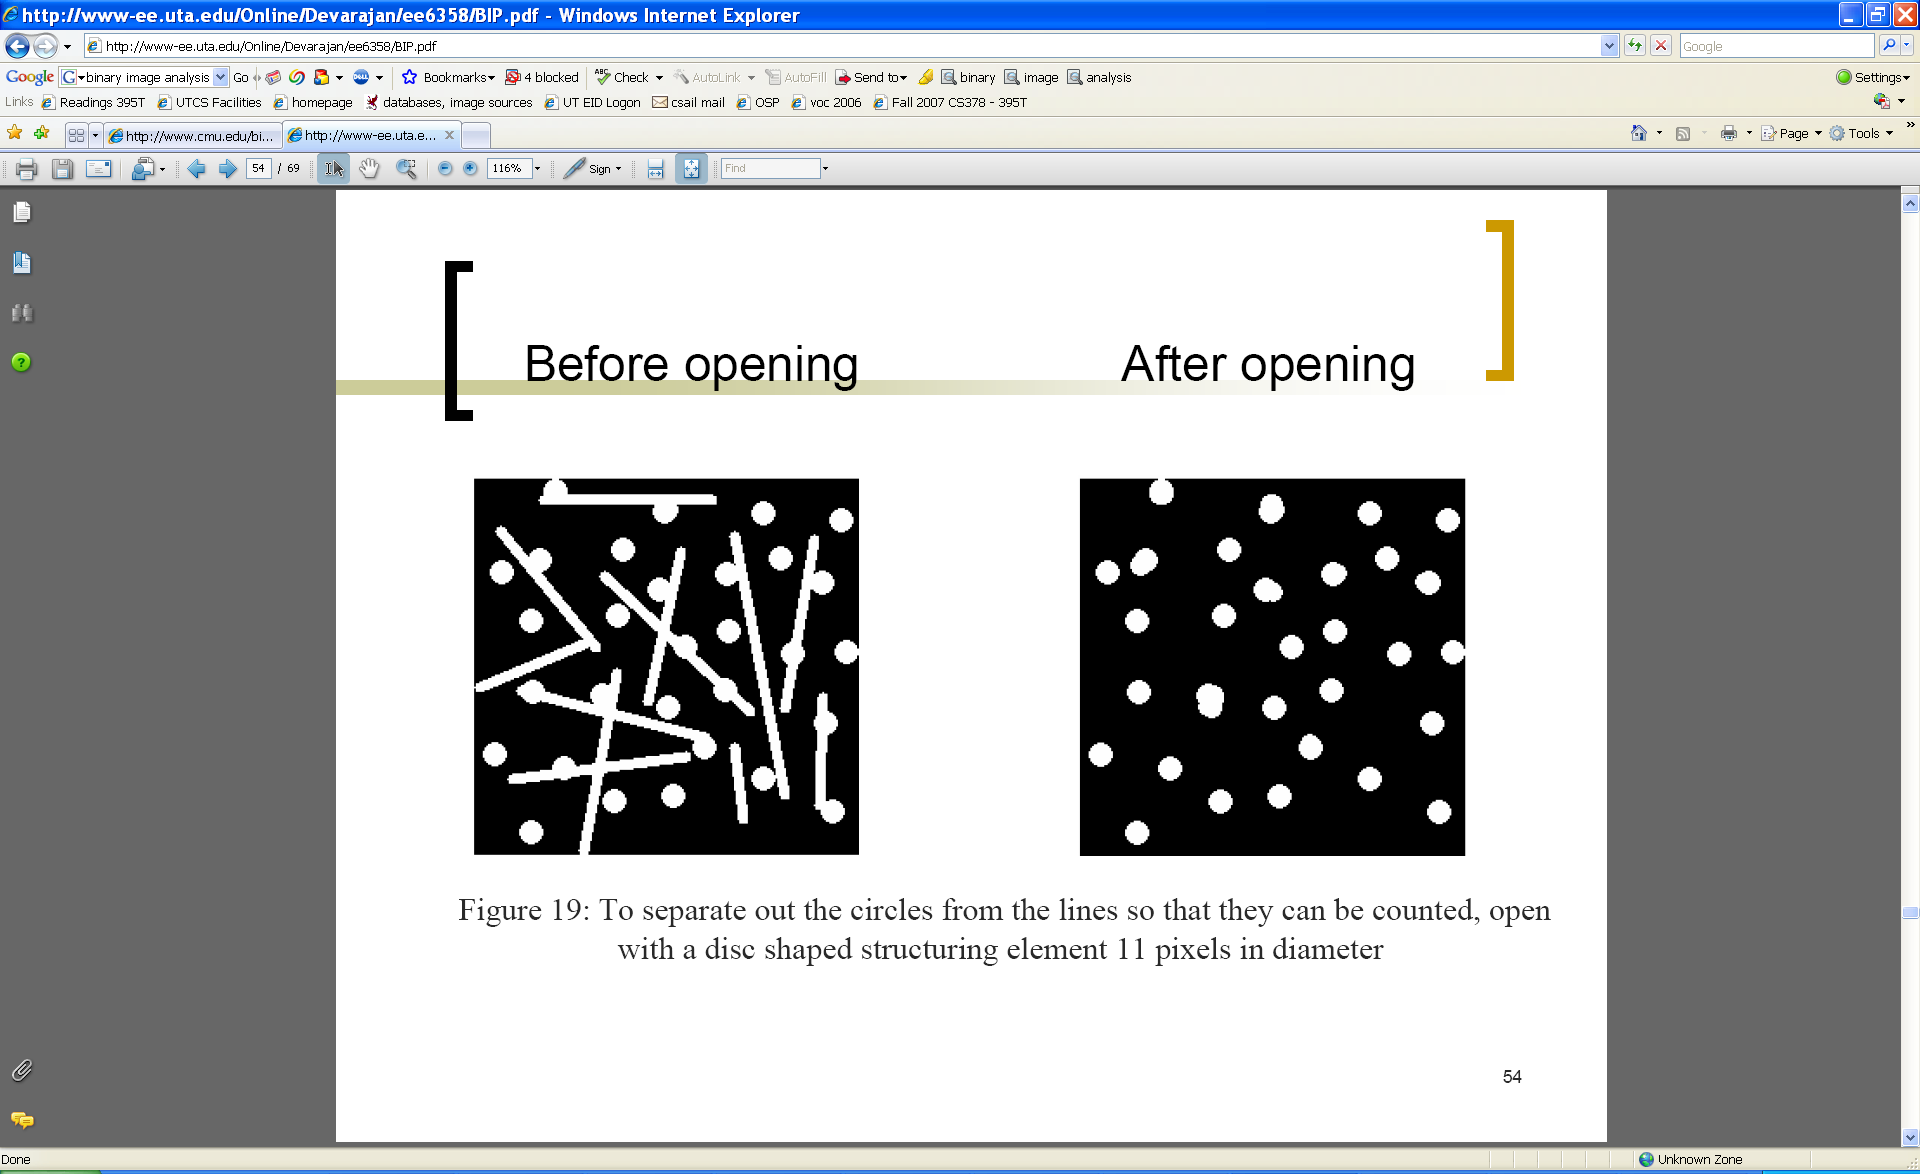 http://www-ee.uta.edu/Online/Devarajan/ee6358/BIP.pdf - Windows Internet Explorer
http://www-ee.uta.edu/Online/Devarajan/ee6358/BIP.pdf Google
Google G binary image analysis Go Bookmarks 4 blocked ABC Check AutoLink AutoFill Send to binary image analysis Settings
Links Readings 395T UTCS Facilities homepage databases, image sources UT EID Logon csail mail OSP voc 2006 Fall 2007 CS378 - 395T
http://www.cmu.edu/bi... http://www-ee.uta.e... Page Tools
54 / 69 116% Sign Find
Before opening After opening
Figure 19: To separate out the circles from the lines so that they can be counted, open
with a disc shaped structuring element 11 pixels in diameter
54
Done Unknown Zone